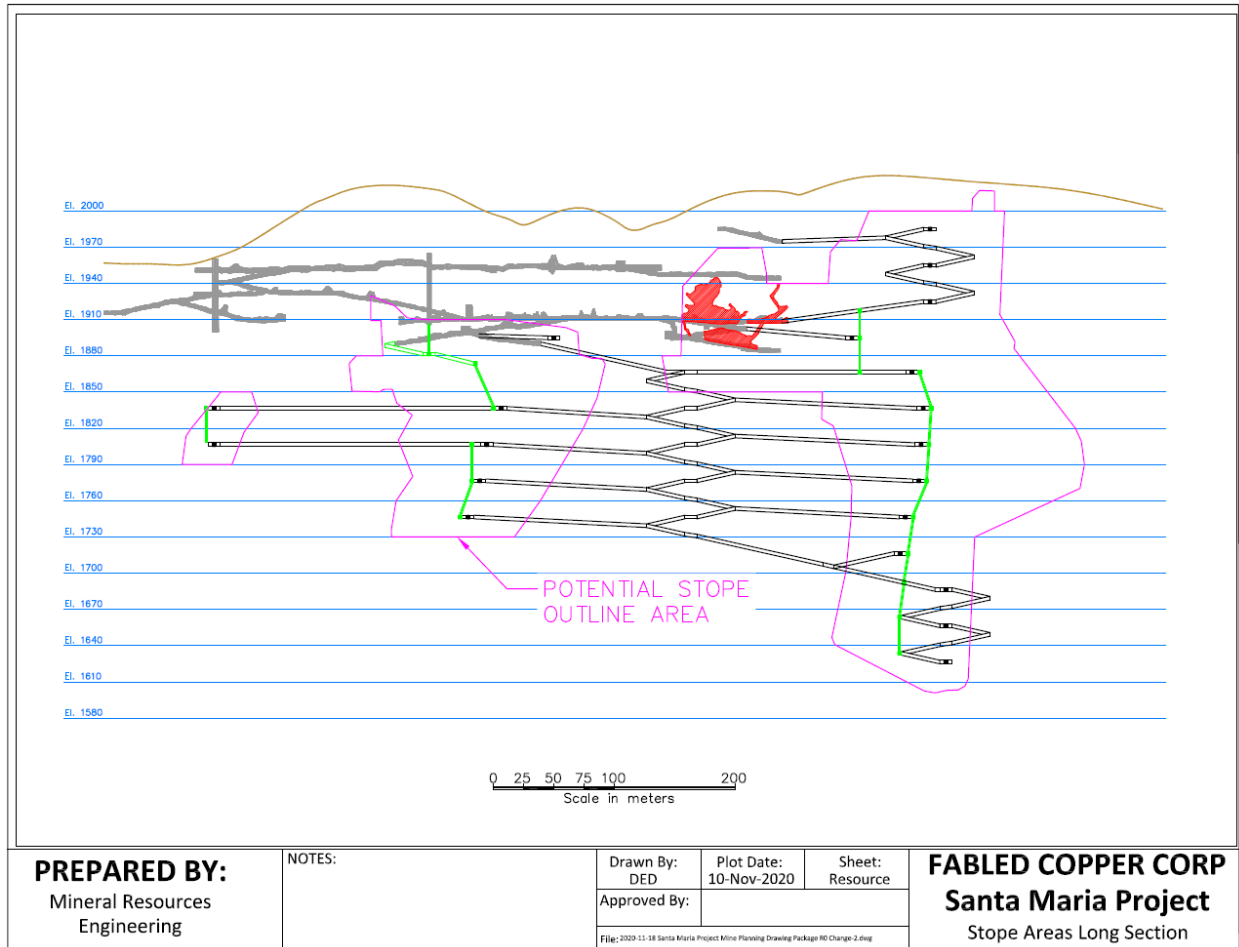 El. 2000
El. 1970
El. 1940
El. 1910
El. 1880
El. 1850
El. 1820
El. 1790
El. 1760
El. 1730
El. 1700
El. 1670
El. 1640
El. 1610
El. 1580
POTENTIAL STOPE
OUTLINE AREA
0 25 50 75 100 200
Scale in meters
PREPARED BY:
Mineral Resources
Engineering
NOTES:
Drawn By:
DED
Plot Date:
10-Nov-2020
Sheet:
Resource
Approved By:
File: 2020-11-18 Santa Maria Project Mine Planning Drawing Package R0 Change-2.dwg
FABLED COPPER CORP
Santa Maria Project
Stope Areas Long Section